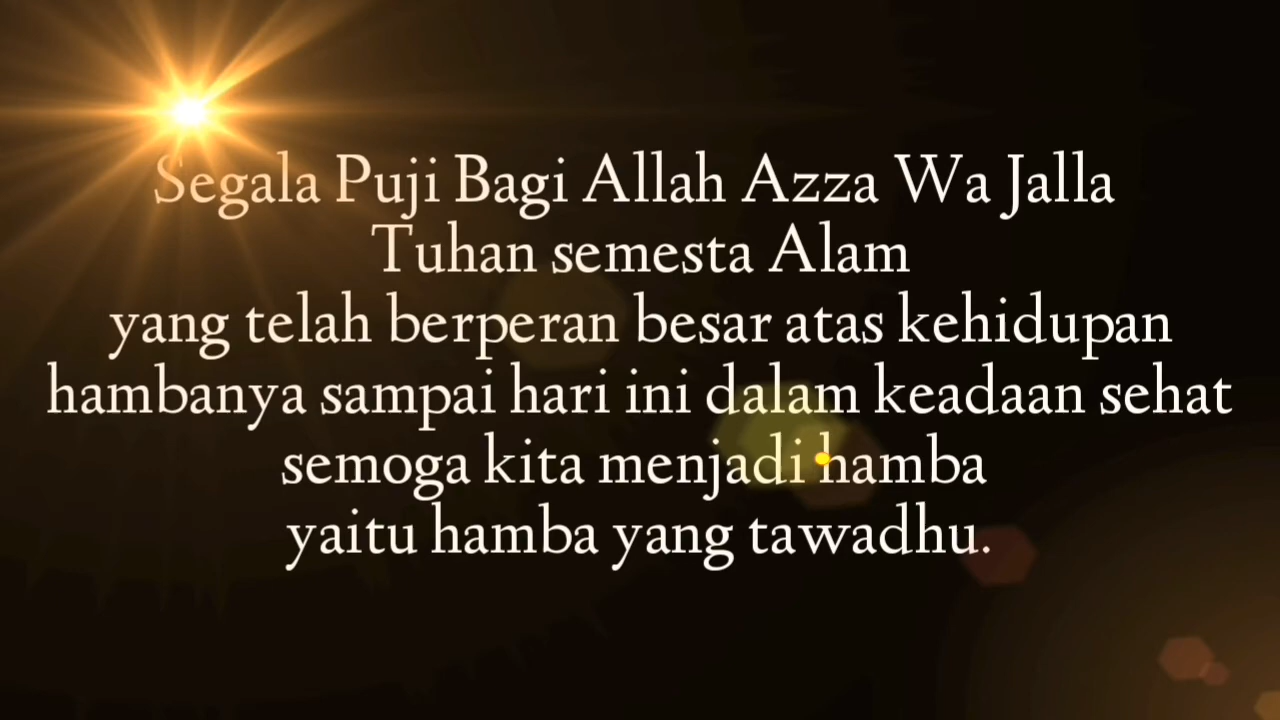 Segala Puji Bagi Allah Azza Wa Jalla
Tuhan semesta Alam
yang telah berperan besar atas kehidupan
hambanya sampai hari ini dalam keadaan sehat
semoga kita menjadi hamba
yaitu hamba yang tawadhu.